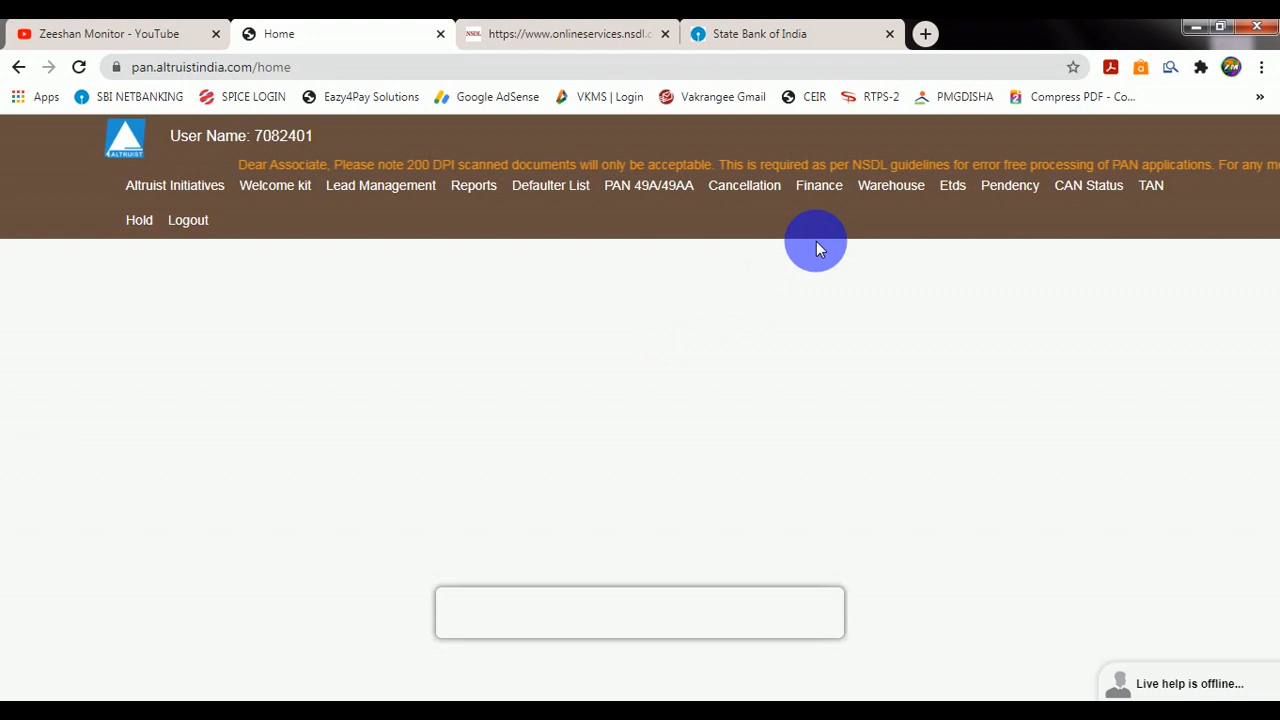 Zeeshan Monitor - YouTube
Home
https://www.onlineservices.nsdl.c
State Bank of India
pan.altruistindia.com/home
Apps
SBI NETBANKING
SPICE LOGIN
Eazy4Pay Solutions
Google AdSense
VKMS | Login
Vakrangee Gmail
CEIR
RTPS-2
PMGDISHA
Compress PDF - Co...
»
ALTRUIST
User Name: 7082401
Dear Associate, Please note 200 DPI scanned documents will only be acceptable. This is required as per NSDL guidelines for error free processing of PAN applications. For any m
Altruist Initiatives Welcome kit Lead Management Reports Defaulter List PAN 49A/49AA Cancellation Finance Warehouse Etds Pendency CAN Status TAN
Hold Logout
Live help is offline...